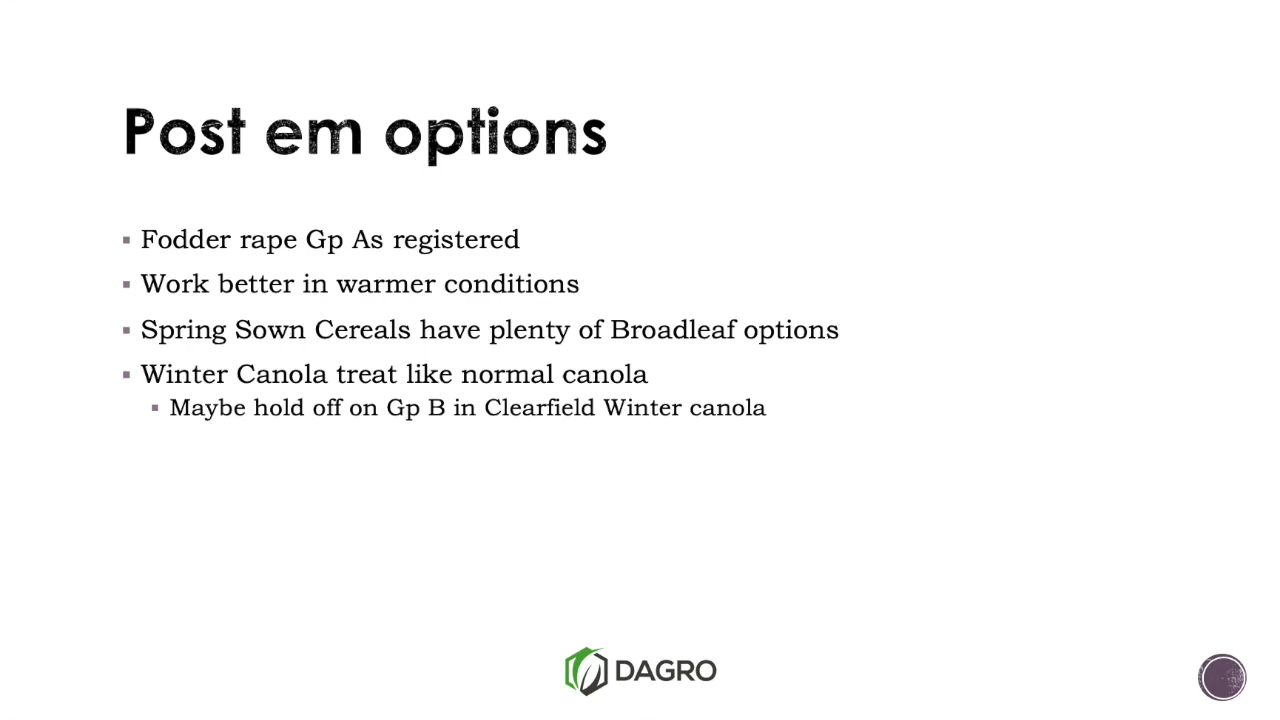 Post em options
Fodder rape Gp As registered
Work better in warmer conditions
Spring Sown Cereals have plenty of Broadleaf options
Winter Canola treat like normal canola
Maybe hold off on Gp B in Clearfield Winter canola
DAGRO